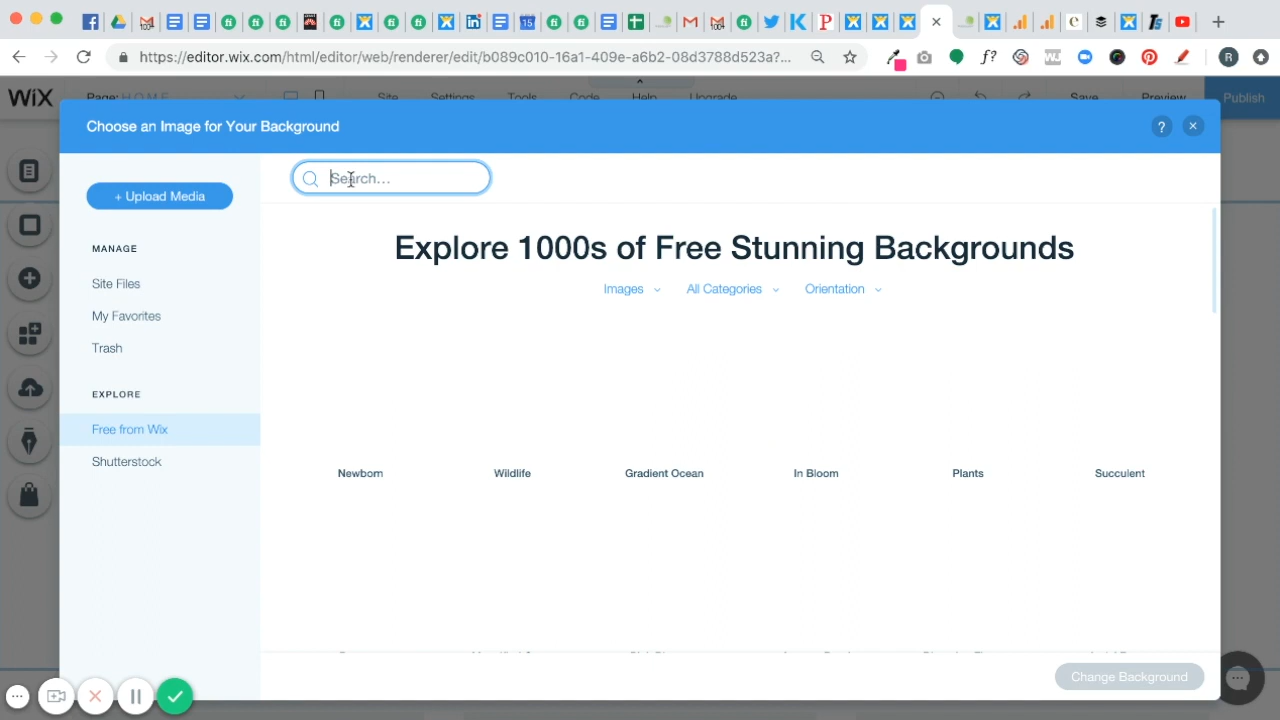 editor.wix.com/html/editor/web/renderer/edit/b089c010-16a1-409e-a6b2-08d3788d523a?...
WiX
Page: HOME
Site
Settings
Tools
Code
Help
Upgrade
Save
Preview
Publish
Choose an Image for Your Background
?
+ Upload Media
Search...
MANAGE
Site Files
My Favorites
Trash
EXPLORE
Free from Wix
Shutterstock
Explore 1000s of Free Stunning Backgrounds
Images
All Categories
Orientation
Newborn
Wildlife
Gradient Ocean
In Bloom
Plants
Succulent
Change Background